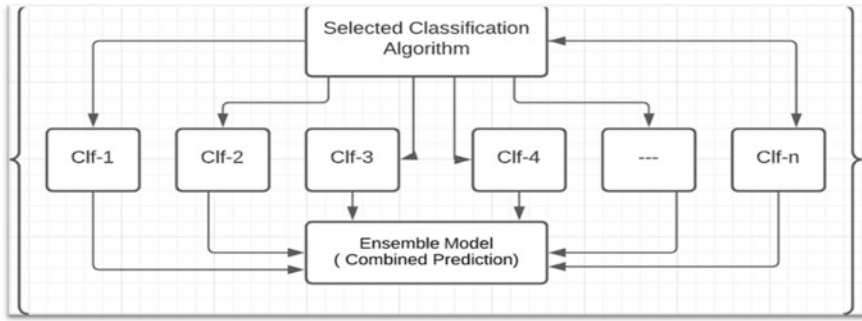 Selected Classification
Algorithm
Clf-1
Clf-2
Clf-3
Clf-4
---
Clf-n
Ensemble Model
( Combined Prediction)